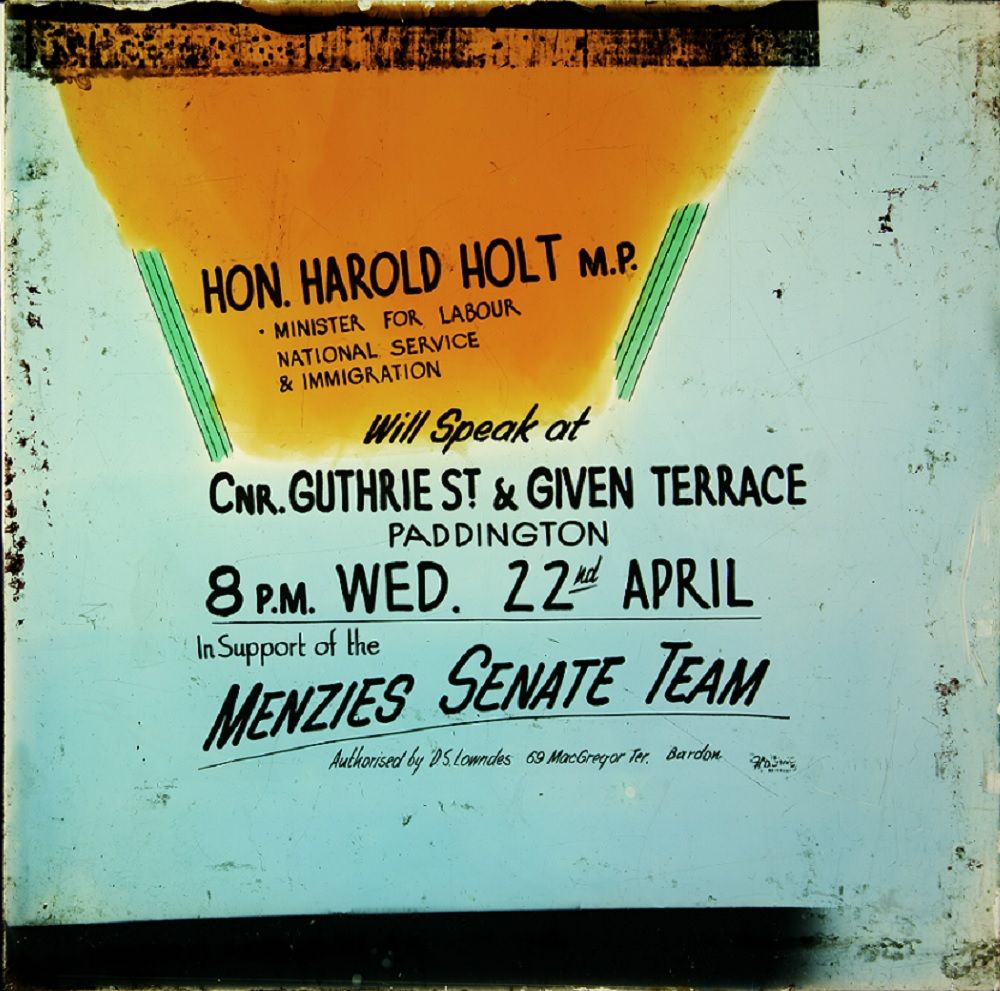 HON. HAROLD HOLT M.P.
· MINISTER FOR LABOUR
NATIONAL SERVICE
& IMMIGRATION
Will Speak at
CNR. GUTHRIE ST & GIVEN TERRACE
PADDINGTON
8 P.M. WED. 22nd APRIL
In Support of the
MENZIES SENATE TEAM
Authorised by D.S. Lowndes 69 MacGregor Ter. Bardon